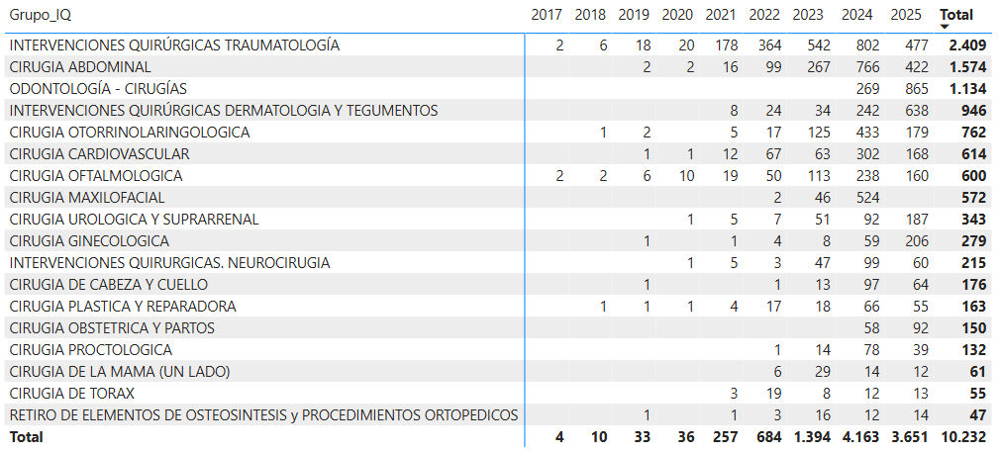 Grupo_IQ 2017 2018 2019 2020 2021 2022 2023 2024 2025 Total
INTERVENCIONES QUIRÚRGICAS TRAUMATOLOGÍA 2 6 18 20 178 364 542 802 477 2.409
CIRUGIA ABDOMINAL 2 2 16 99 267 766 422 1.574
ODONTOLOGÍA - CIRUGÍAS 269 865 1.134
INTERVENCIONES QUIRÚRGICAS DERMATOLOGIA Y TEGUMENTOS 8 24 34 242 638 946
CIRUGIA OTORRINOLARINGOLOGICA 1 2 5 17 125 433 179 762
CIRUGIA CARDIOVASCULAR 1 1 12 67 63 302 168 614
CIRUGIA OFTALMOLOGICA 2 2 6 10 19 50 113 238 160 600
CIRUGIA MAXILOFACIAL 2 46 524 572
CIRUGIA UROLOGICA Y SUPRARRENAL 1 5 7 51 92 187 343
CIRUGIA GINECOLOGICA 1 1 4 8 59 206 279
INTERVENCIONES QUIRURGICAS. NEUROCIRUGIA 1 5 3 47 99 60 215
CIRUGIA DE CABEZA Y CUELLO 1 1 13 97 64 176
CIRUGIA PLASTICA Y REPARADORA 1 1 1 4 17 18 66 55 163
CIRUGIA OBSTETRICA Y PARTOS 58 92 150
CIRUGIA PROCTOLOGICA 1 14 78 39 132
CIRUGIA DE LA MAMA (UN LADO) 6 29 14 12 61
CIRUGIA DE TORAX 3 19 8 12 13 55
RETIRO DE ELEMENTOS DE OSTEOSINTESIS y PROCEDIMIENTOS ORTOPEDICOS 1 1 3 16 12 14 47
Total 4 10 33 36 257 684 1.394 4.163 3.651 10.232